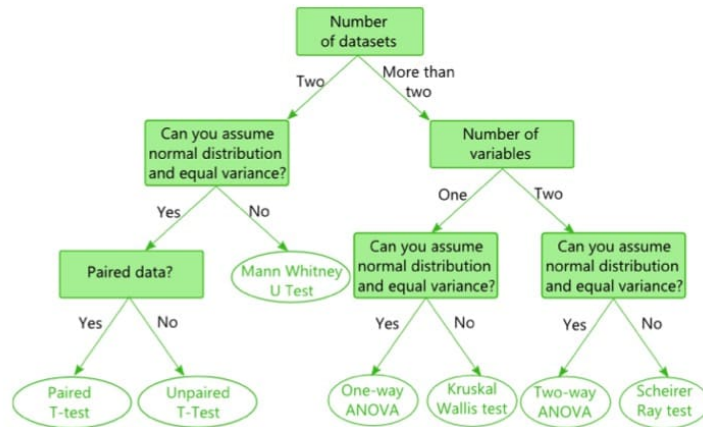 Number
of datasets
Two
More than
two
Can you assume
normal distribution
and equal variance?
Number of
variables
Yes
No
One
Two
Paired data?
Mann Whitney
U Test
Can you assume
normal distribution
and equal variance?
Can you assume
normal distribution
and equal variance?
Yes
No
Yes
No
Yes
No
Paired
T-test
Unpaired
T-Test
One-way
ANOVA
Kruskal
Wallis test
Two-way
ANOVA
Scheirer
Ray test